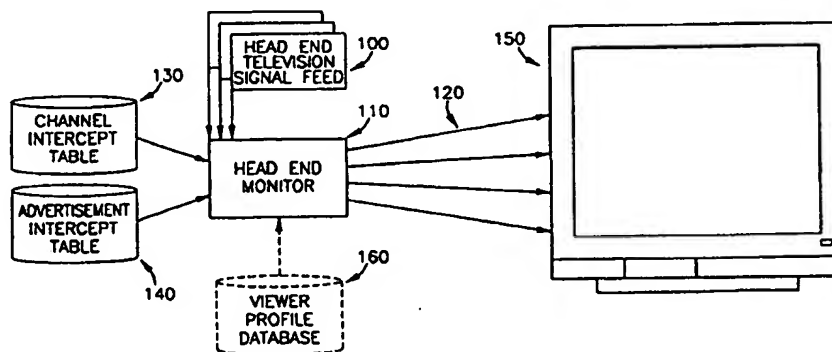 HEAD END
TELEVISION
SIGNAL FEED
100
150
130
CHANNEL
INTERCEPT
TABLE
110
120
HEAD END
MONITOR
ADVERTISEMENT
INTERCEPT
TABLE
140
160
VIEWER
PROFILE
DATABASE